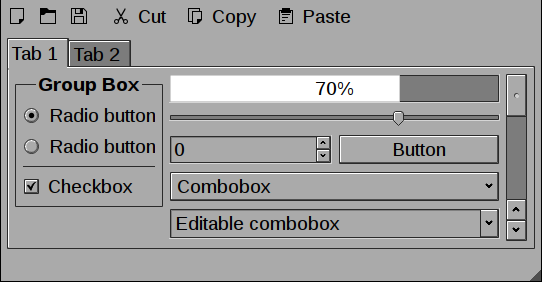 Cut Copy Paste
Tab 1 Tab 2
Group Box
70%
Radio button
Radio button
0
Button
Checkbox
Combobox
Editable combobox